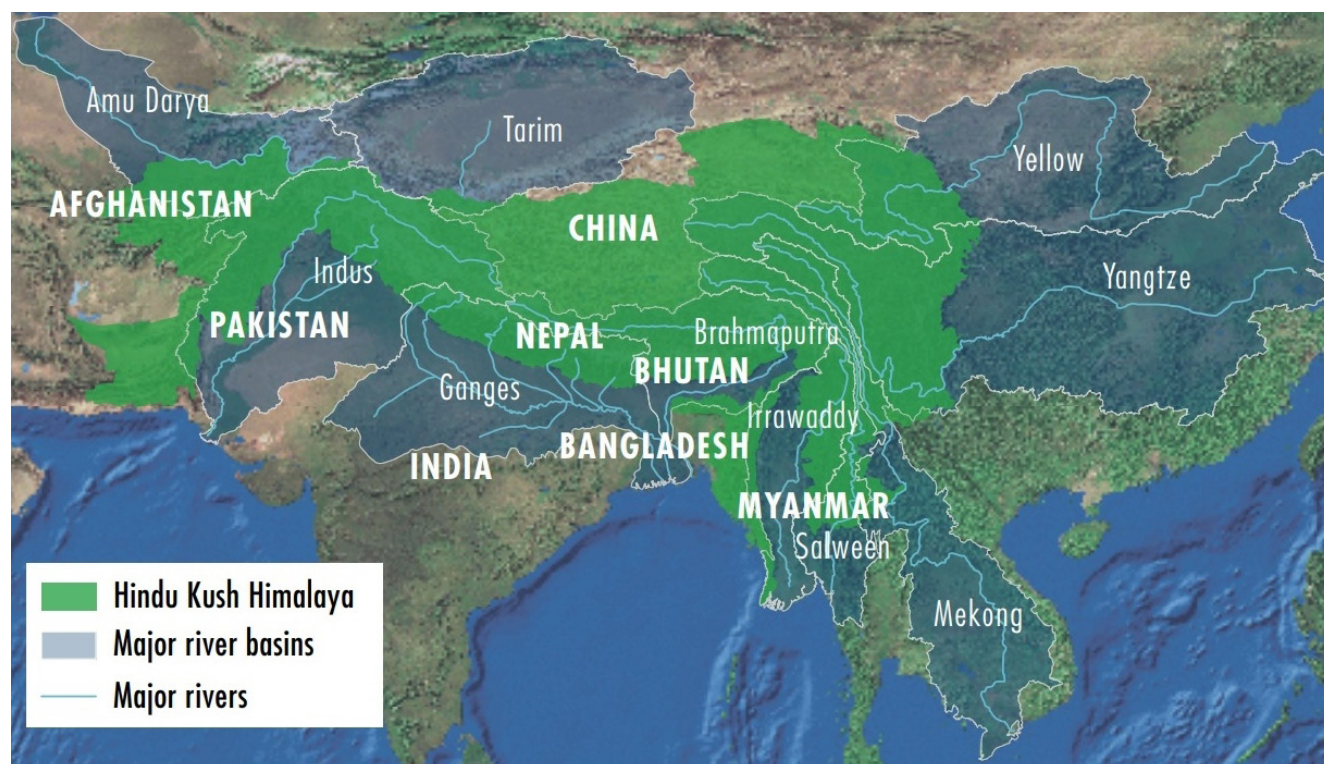 Amu Darya
Tarim
Yellow
AFGHANISTAN
CHINA
Indus
Yangtze
PAKISTAN
NEPAL
Brahmaputra
BHUTAN
Ganges
Irrawaddy
BANGLADESH
INDIA
MYANMAR
Salween
Mekong
Hindu Kush Himalaya
Major river basins
Major rivers